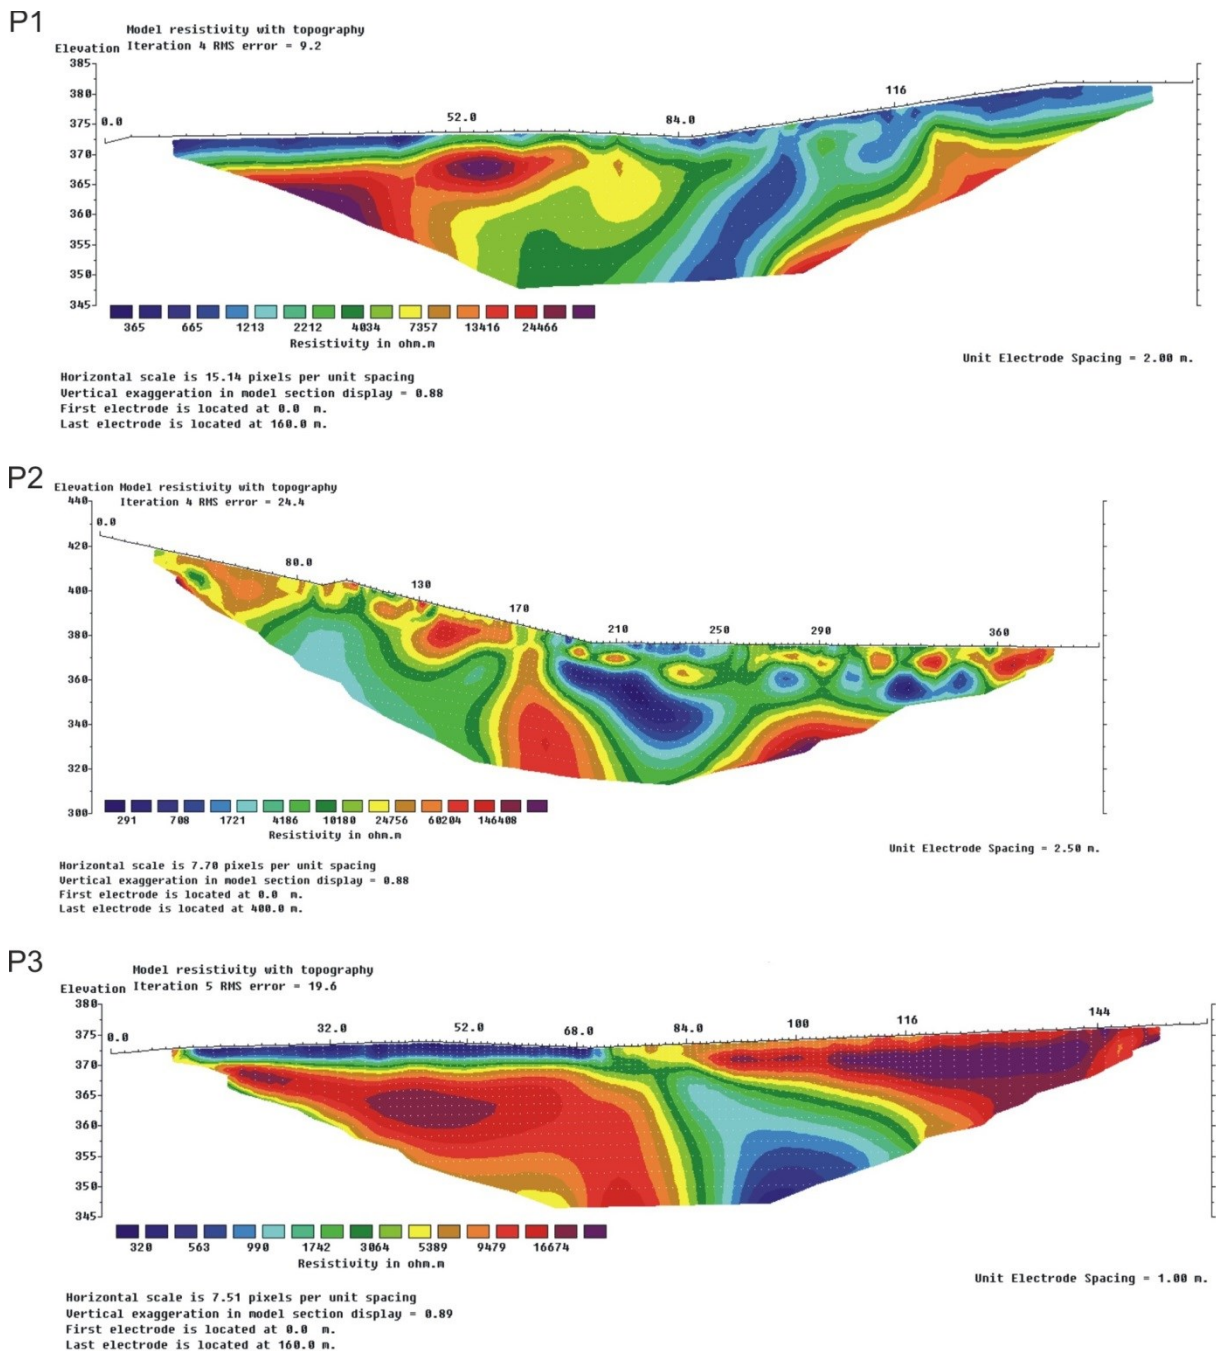 P1
Model resistivity with topography
Elevation Iteration 4 RMS error = 9.2
385
380
375
370
365
360
355
350
345
0.0 52.0 84.0 116
365 665 1213 2212 4034 7357 13416 24466
Resistivity in ohm.m
Unit Electrode Spacing = 2.00 m.
Horizontal scale is 15.14 pixels per unit spacing
Vertical exaggeration in model section display = 0.88
First electrode is located at 0.0 m.
Last electrode is located at 160.0 m.
P2
Elevation Model resistivity with topography
Iteration 4 RMS error = 24.4
440
420
400
380
360
340
320
300
0.0 80.0 130 170 210 250 290 360
291 708 1721 4186 10180 24756 60204 146408
Resistivity in ohm.m
Unit Electrode Spacing = 2.50 m.
Horizontal scale is 7.70 pixels per unit spacing
Vertical exaggeration in model section display = 0.88
First electrode is located at 0.0 m.
Last electrode is located at 400.0 m.
P3
Model resistivity with topography
Elevation Iteration 5 RMS error = 19.6
380
375
370
365
360
355
350
345
0.0 32.0 52.0 68.0 84.0 100 116 144
320 563 990 1742 3064 5389 9479 16674
Resistivity in ohm.m
Unit Electrode Spacing = 1.00 m.
Horizontal scale is 7.51 pixels per unit spacing
Vertical exaggeration in model section display = 0.89
First electrode is located at 0.0 m.
Last electrode is located at 160.0 m.